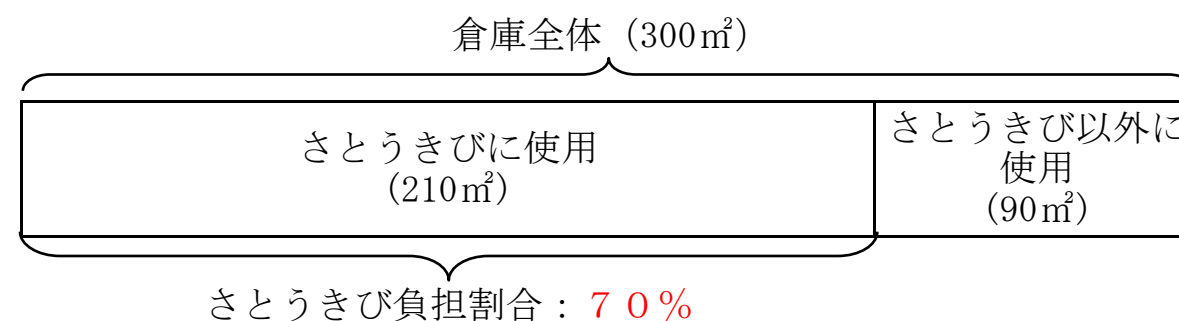 倉庫全体（300㎡）
さとうきびに使用
（210㎡）
さとうきび以外に
使用
（90㎡）
さとうきび負担割合：７０％